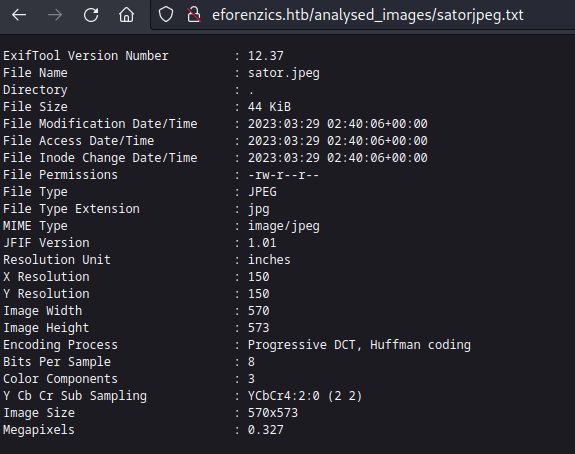 eforenzics.htb/analysed_images/satorjpeg.txt
ExifTool Version Number : 12.37
File Name : sator.jpeg
Directory : .
File Size : 44 KiB
File Modification Date/Time : 2023:03:29 02:40:06+00:00
File Access Date/Time : 2023:03:29 02:40:06+00:00
File Inode Change Date/Time : 2023:03:29 02:40:06+00:00
File Permissions : -rw-r--r--
File Type : JPEG
File Type Extension : jpg
MIME Type : image/jpeg
JFIF Version : 1.01
Resolution Unit : inches
X Resolution : 150
Y Resolution : 150
Image Width : 570
Image Height : 573
Encoding Process : Progressive DCT, Huffman coding
Bits Per Sample : 8
Color Components : 3
Y Cb Cr Sub Sampling : YCbCr4:2:0 (2 2)
Image Size : 570x573
Megapixels : 0.327